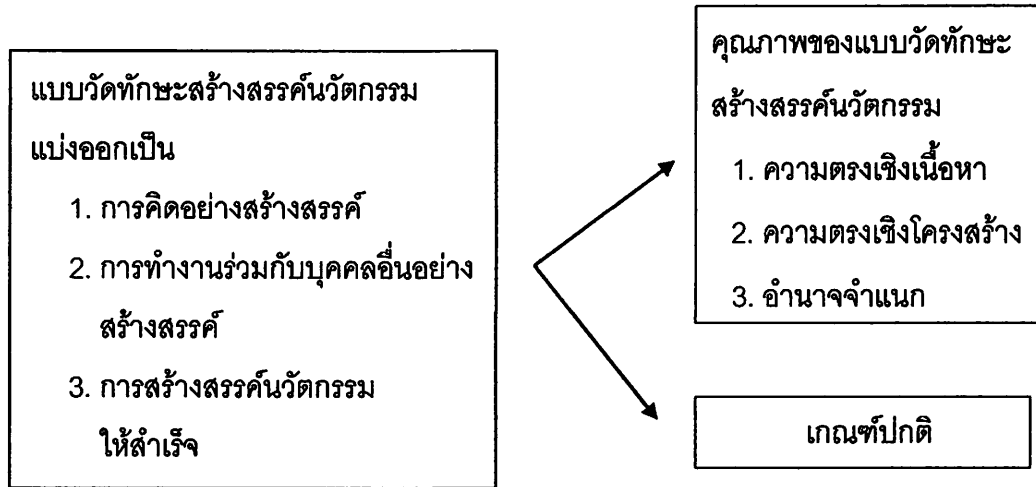 แบบวัดทักษะสร้างสรรค์นวัตกรรม
แบ่งออกเป็น
1. การคิดอย่างสร้างสรรค์
2. การทำงานร่วมกับบุคคลอื่นอย่าง
สร้างสรรค์
3. การสร้างสรรค์นวัตกรรม
ให้สำเร็จ
คุณภาพของแบบวัดทักษะ
สร้างสรรค์นวัตกรรม
1. ความตรงเชิงเนื้อหา
2. ความตรงเชิงโครงสร้าง
3. อำนาจจำแนก
เกณฑ์ปกติ